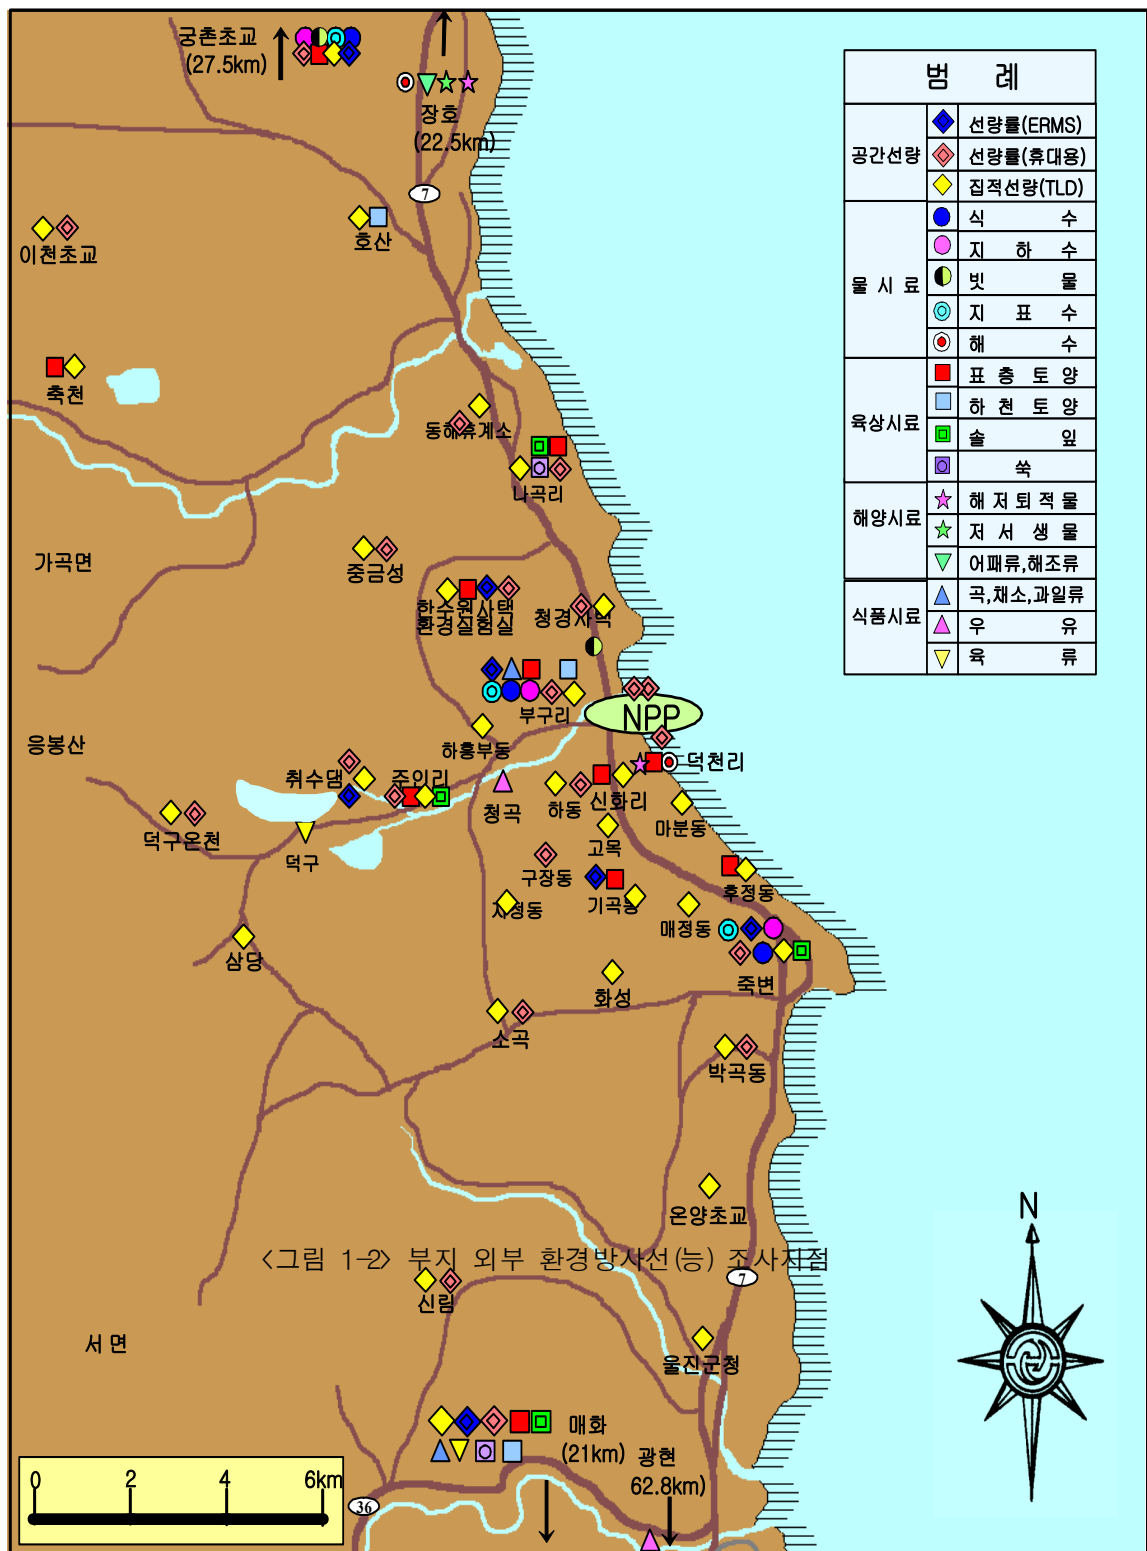 궁촌초교
(27.5km)
장호
(22.5km)
7
이천초교
호산
축천
동해휴계소
나곡리
가곡면
중금성
한수원사택
환경실험실
청경사택
부구리
NPP
하흥부동
응봉산
취수댐
주인리
덕천리
청곡
하동
신화리
마분동
덕구온천
덕구
고목
구장동
후정동
기곡동
매정동
삼당
죽변
화성
소곡
박곡동
온양초교
<그림 1-2> 부지 외부 환경방사선(능) 조사지점
7
신림
서 면
울진군청
매화
(21km)
광현
62.8km)
0 2 4 6km
36
N
범 례
공간선량
선량률(ERMS)
선량률(휴대용)
집적선량(TLD)
물 시 료
식 수
지 하 수
빗 물
지 표 수
해 수
육상시료
표 층 토 양
하 천 토 양
솔 잎
쑥
해양시료
해 저 퇴 적 물
저 서 생 물
어패류,해조류
식품시료
곡,채소,과일류
우 유
육 류